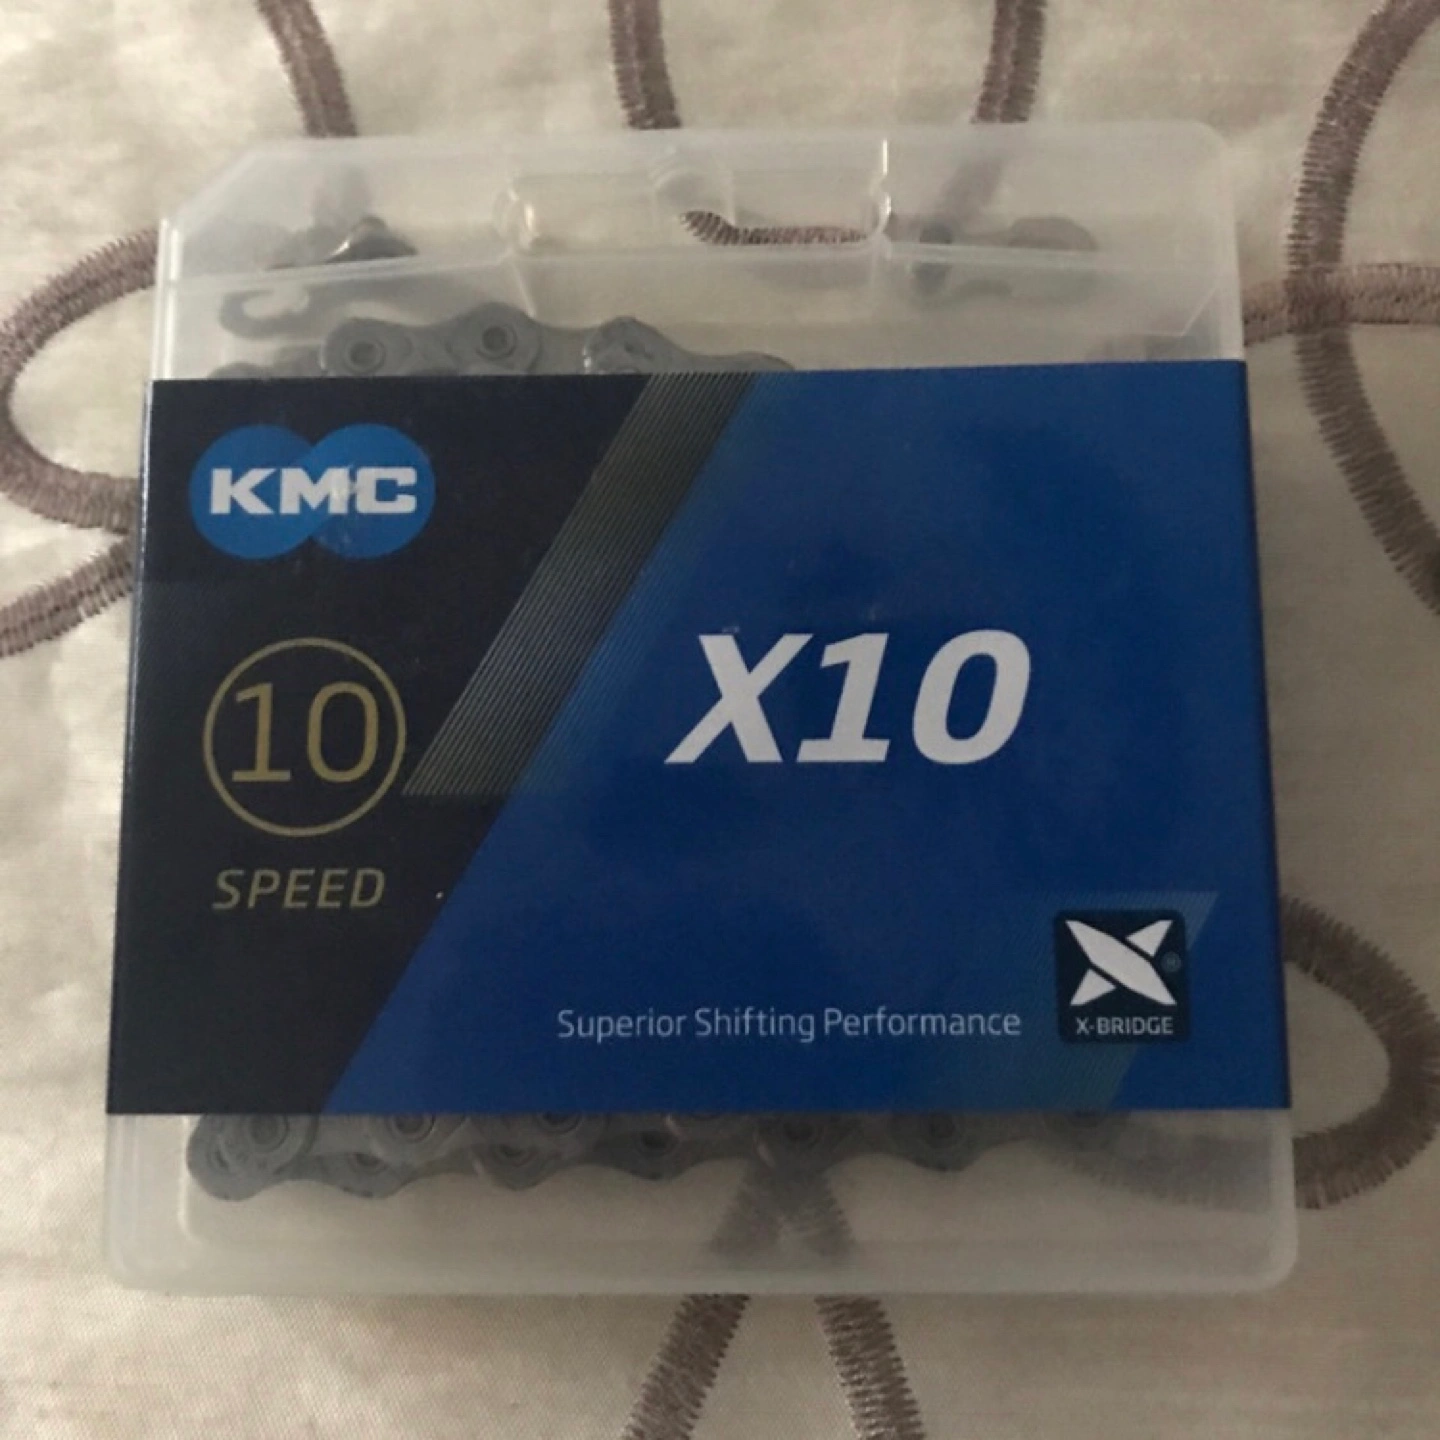 KMC
10
SPEED
X10
Superior Shifting Performance
X-BRIDGE
®